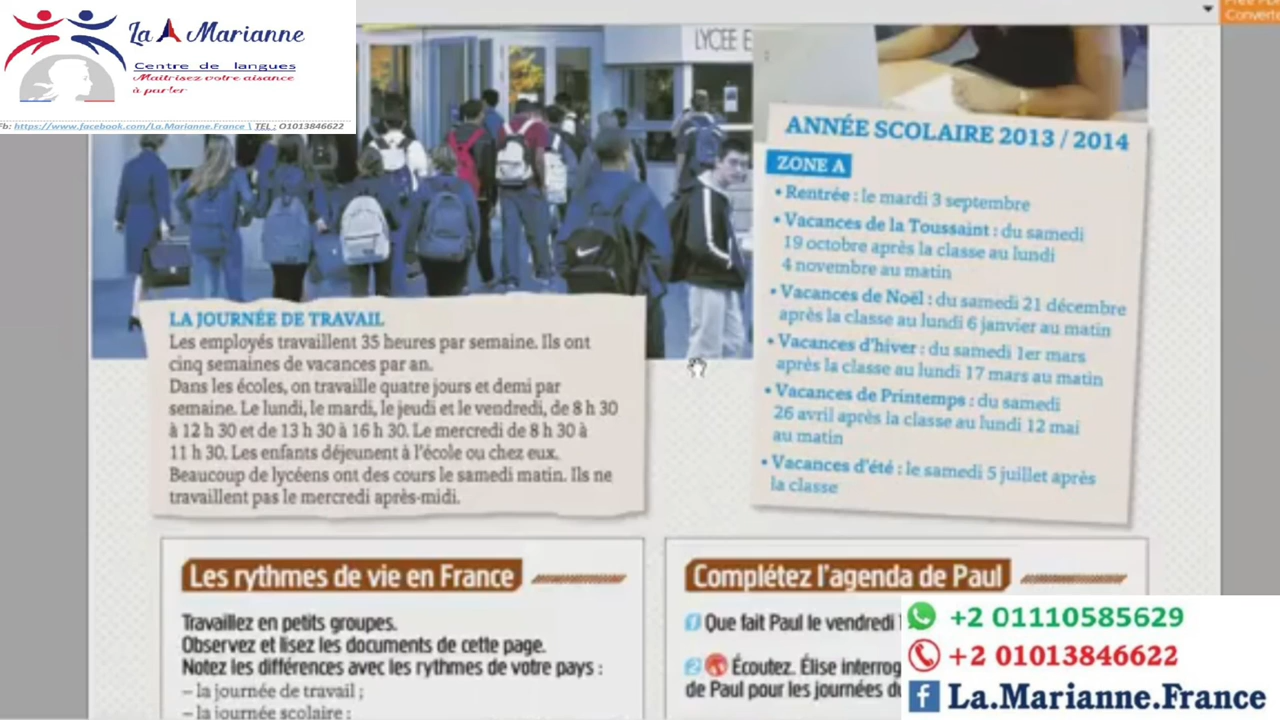 La Marianne
Centre de langues
Maîtrisez votre aisance
à parler
Fb: https://www.facebook.com/La.Marianne.France \ TEL : 01013846622
Converte
LYCÉE
ANNÉE SCOLAIRE 2013 / 2014
ZONE A
• Rentrée : le mardi 3 septembre
• Vacances de la Toussaint : du samedi
19 octobre après la classe au lundi
4 novembre au matin
• Vacances de Noël : du samedi 21 décembre
après la classe au lundi 6 janvier au matin
• Vacances d'hiver : du samedi 1er mars
après la classe au lundi 17 mars au matin
• Vacances de Printemps : du samedi
26 avril après la classe au lundi 12 mai
au matin
• Vacances d'été : le samedi 5 juillet après
la classe
LA JOURNÉE DE TRAVAIL
Les employés travaillent 35 heures par semaine. Ils ont
cinq semaines de vacances par an.
Dans les écoles, on travaille quatre jours et demi par
semaine. Le lundi, le mardi, le jeudi et le vendredi, de 8 h 30
à 12 h 30 et de 13 h 30 à 16 h 30. Le mercredi de 8 h 30 à
11 h 30. Les enfants déjeunent à l'école ou chez eux.
Beaucoup de lycéens ont des cours le samedi matin. Ils ne
travaillent pas le mercredi après-midi.
Les rythmes de vie en France
Travaillez en petits groupes.
Observez et lisez les documents de cette page.
Notez les différences avec les rythmes de votre pays :
– la journée de travail ;
– la journée scolaire ;
Complétez l'agenda de Paul
1 Que fait Paul le vendredi
2 Écoutez. Élise interrog
de Paul pour les journées du
+2 01110585629
+2 01013846622
La.Marianne.France